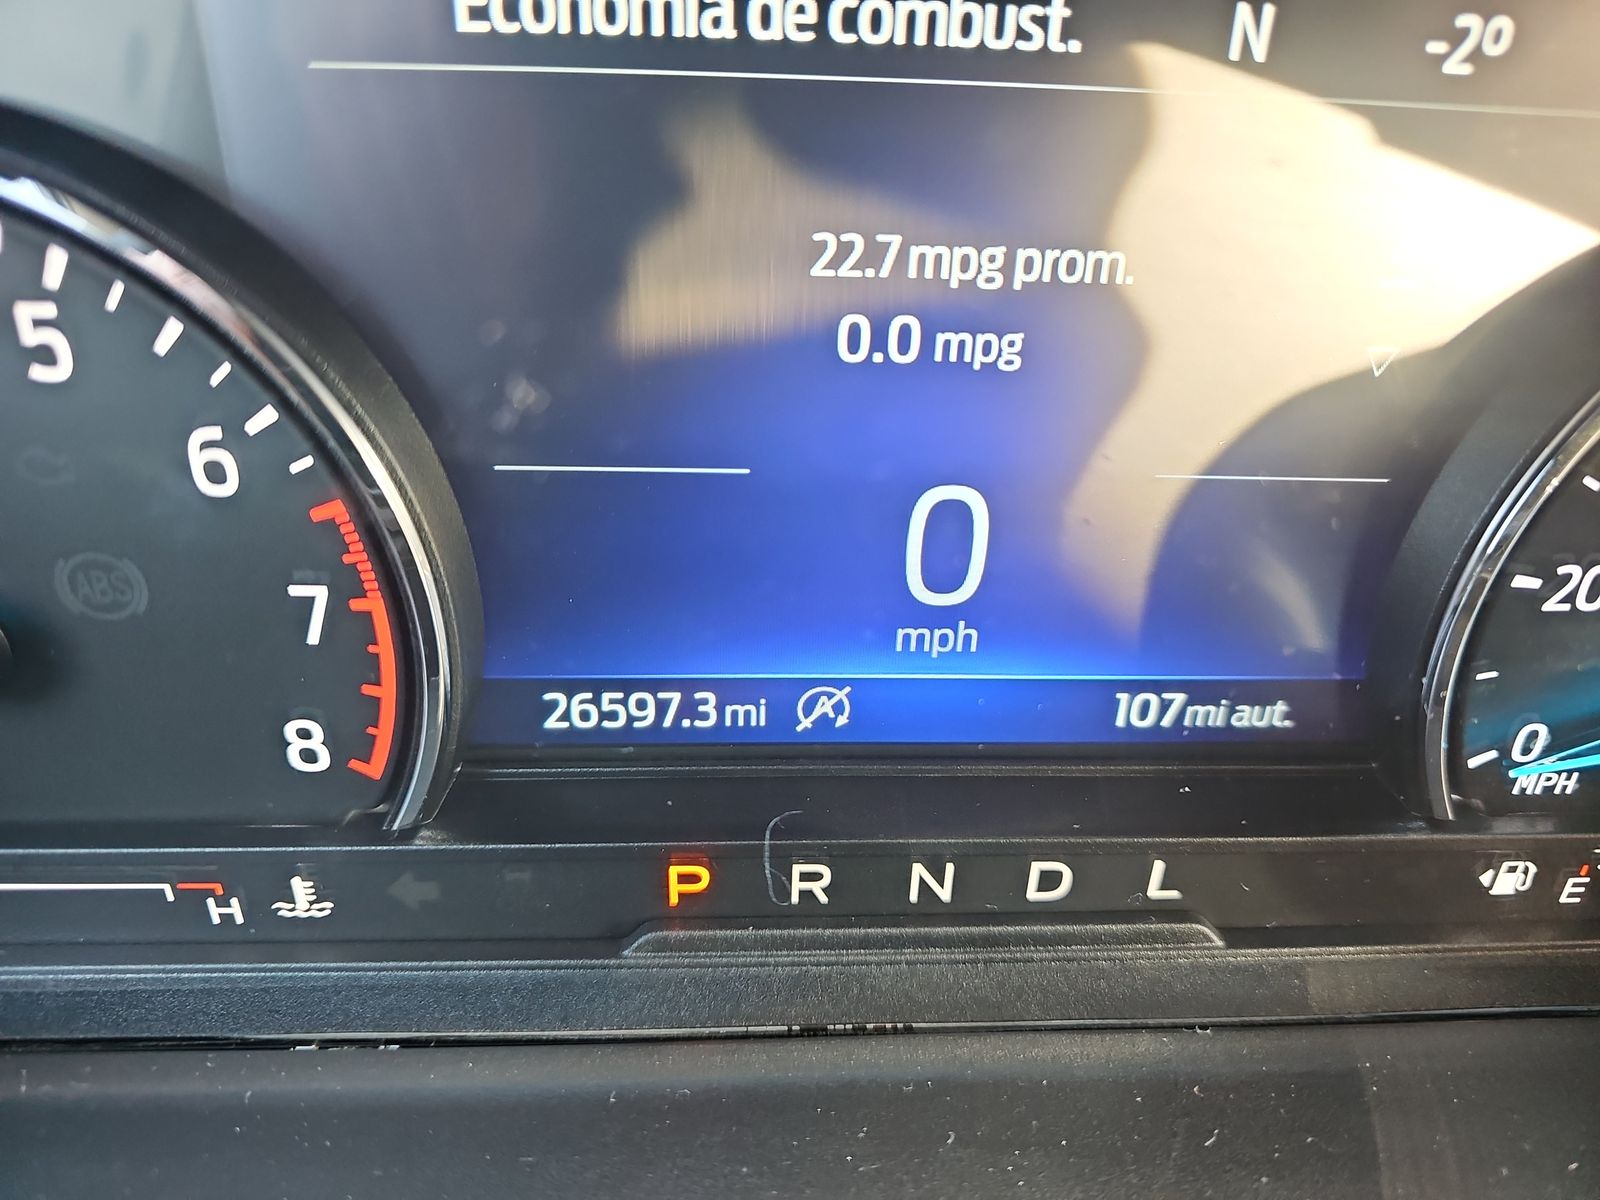 Economía de combust. N -2°
22.7 mpg prom.
0.0 mpg
5
6
7
8
ABS
0
mph
26597.3 mi A 107 mi aut.
20
0
MPH
H P R N D L E